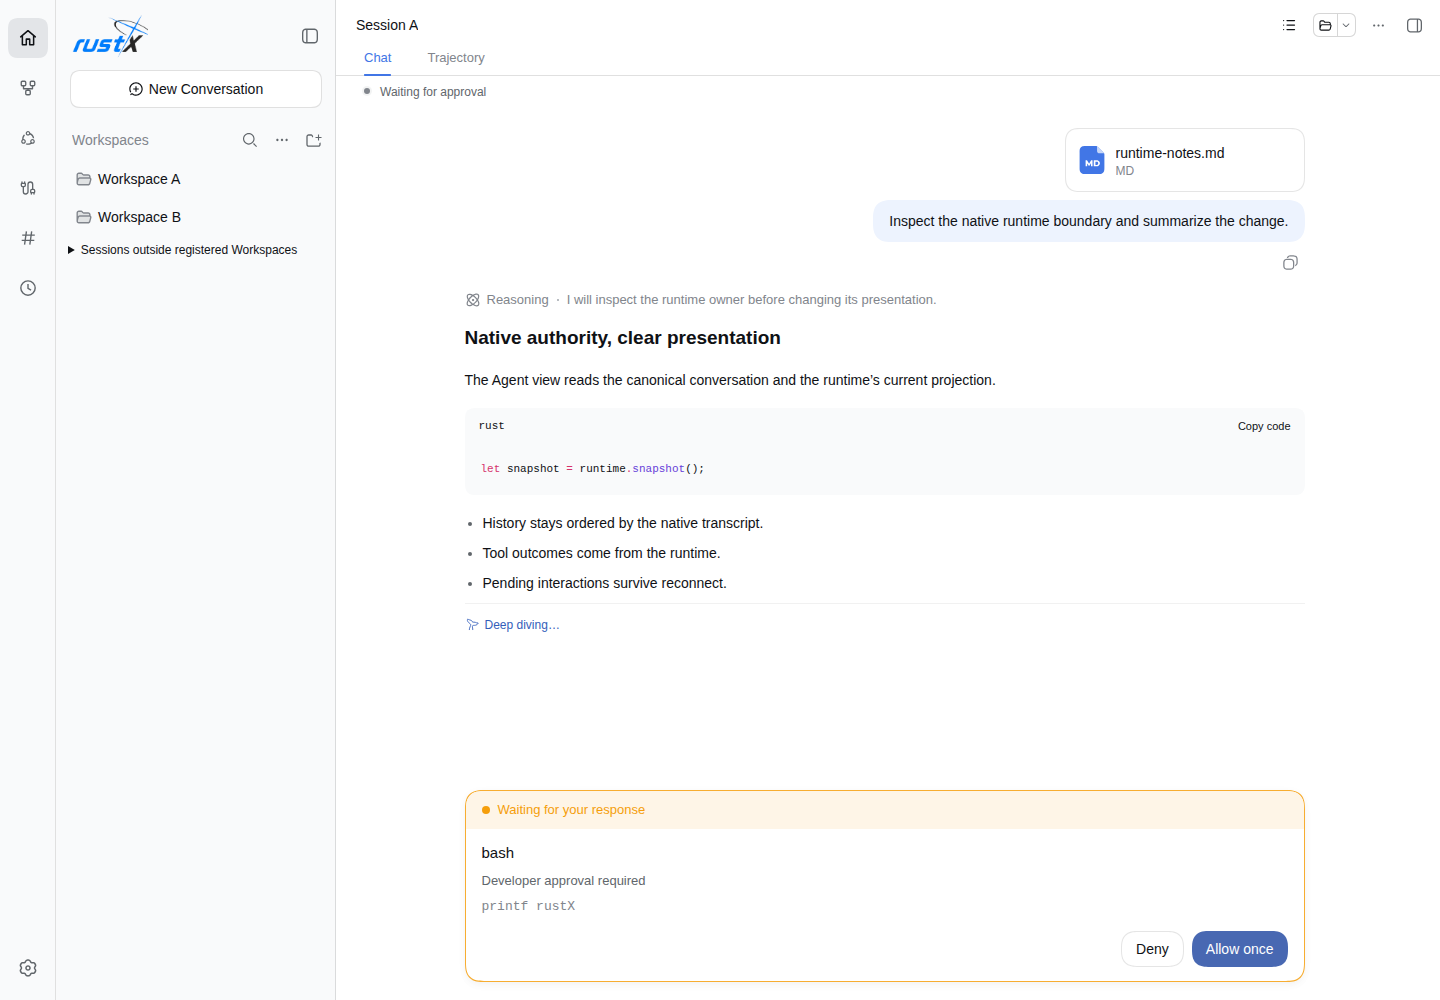 rustX
New Conversation
Workspaces
Workspace A
Workspace B
Sessions outside registered Workspaces
Session A
Chat
Trajectory
Waiting for approval
MD
runtime-notes.md
MD
Inspect the native runtime boundary and summarize the change.
Reasoning · I will inspect the runtime owner before changing its presentation.
Native authority, clear presentation
The Agent view reads the canonical conversation and the runtime’s current projection.
rust
Copy code
let snapshot = runtime.snapshot();
History stays ordered by the native transcript.
Tool outcomes come from the runtime.
Pending interactions survive reconnect.
Deep diving…
Waiting for your response
bash
Developer approval required
printf rustX
Deny
Allow once